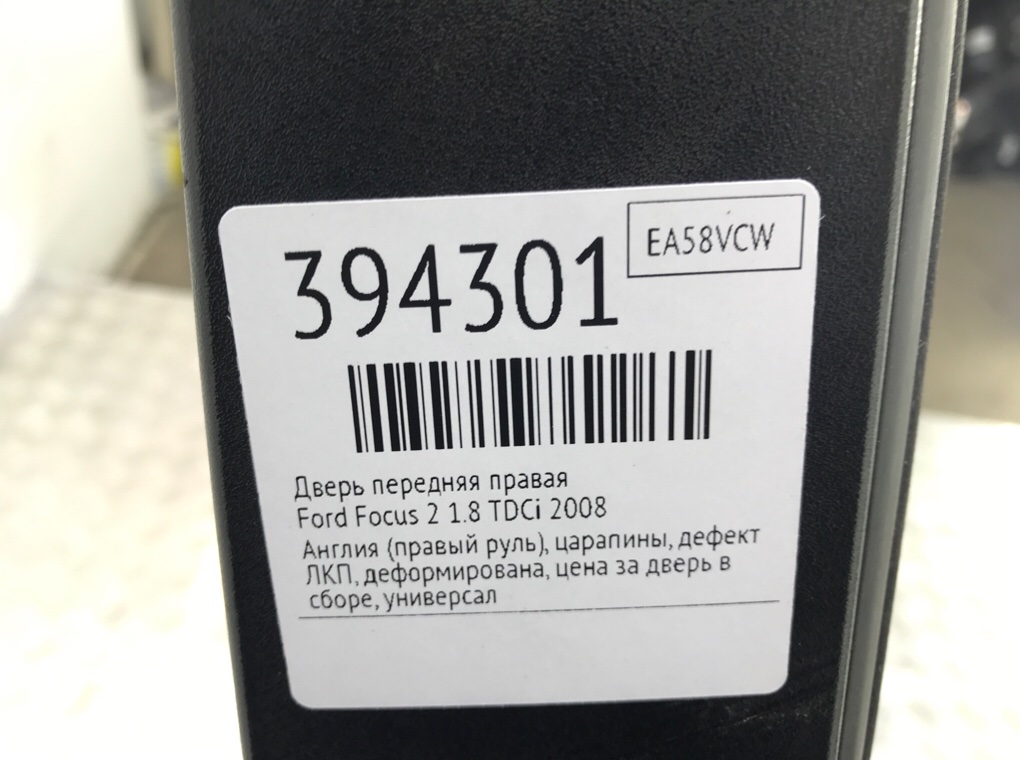 394301
EA58VCW
Дверь передняя правая
Ford Focus 2 1.8 TDCi 2008
Англия (правый руль), царапины, дефект
ЛКП, деформирована, цена за дверь в
сборе, универсал